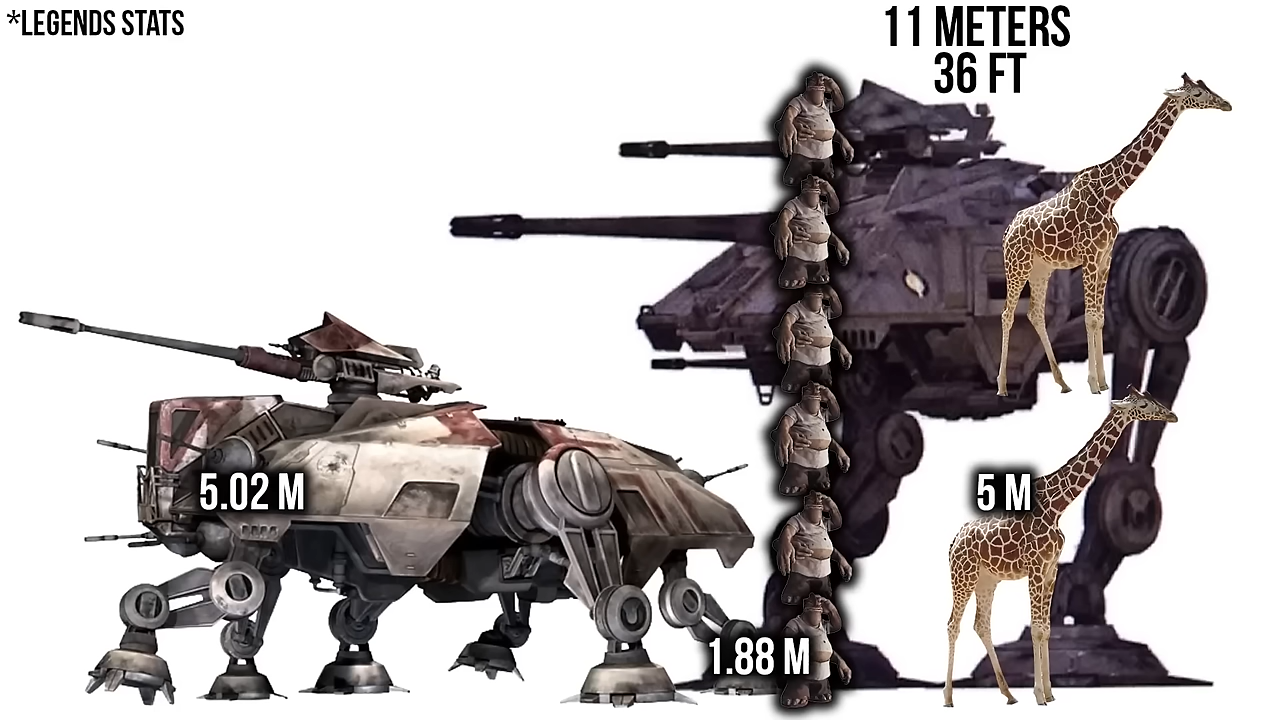 *LEGENDS STATS
11 METERS
36 FT
5.02 M
5 M
1.88 M